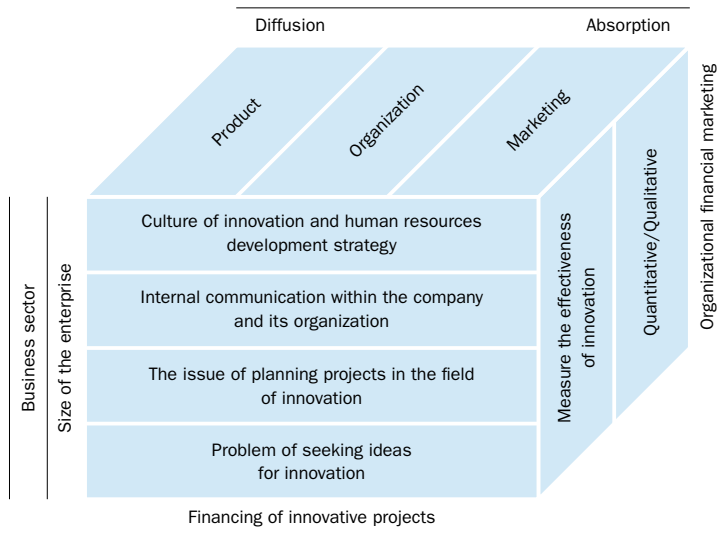 Diffusion
Absorption
Product
Organization
Marketing
Organizational financial marketing
Quantitative/Qualitative
Measure the effectiveness
of innovation
Business sector
Size of the enterprise
Culture of innovation and human resources
development strategy
Internal communication within the company
and its organization
The issue of planning projects in the field
of innovation
Problem of seeking ideas
for innovation
Financing of innovative projects